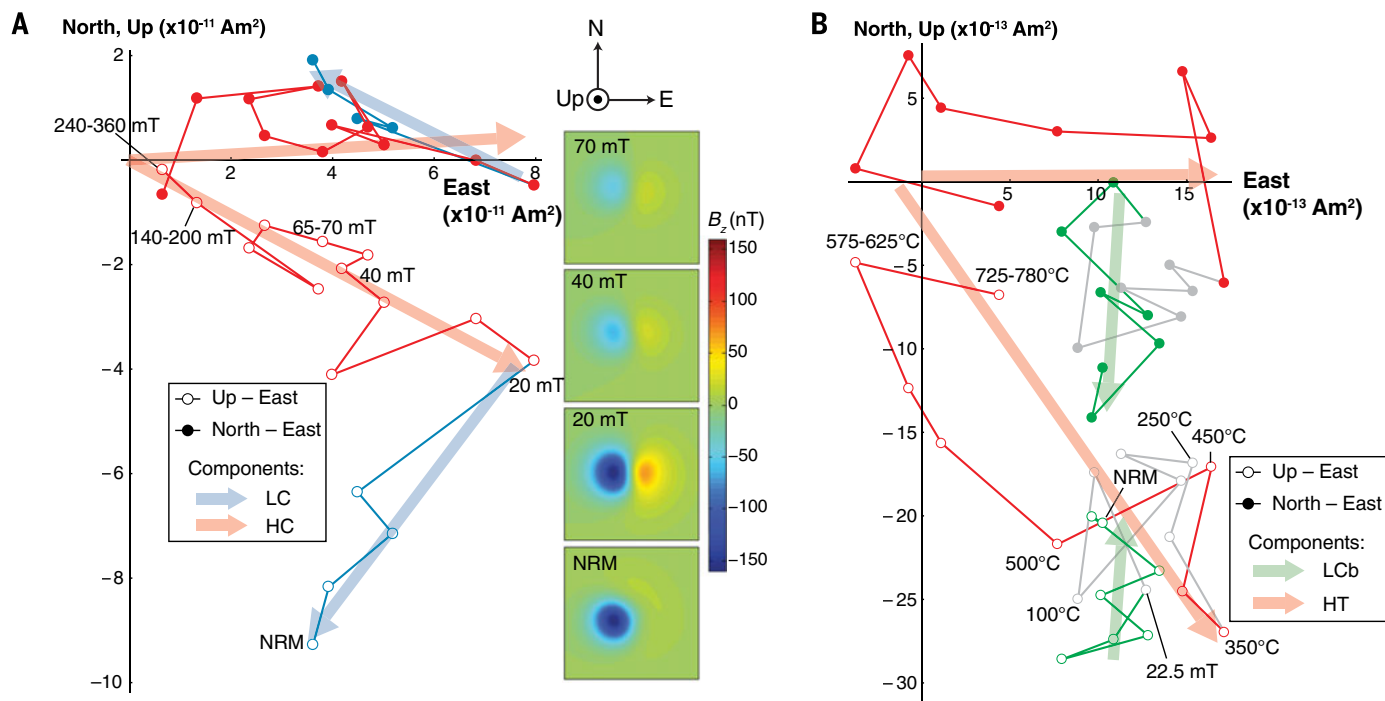 A
North, Up (x10⁻¹¹ Am²)
2
240-360 mT
2
4
6
8
East
(x10⁻¹¹ Am²)
140-200 mT
65-70 mT
−2
40 mT
−4
20 mT
Up – East
North – East
Components:
LC
HC
−6
−8
NRM
−10
N
Up
E
70 mT
40 mT
20 mT
NRM
B_z (nT)
150
100
50
0
−50
−100
−150
B
North, Up (x10⁻¹³ Am²)
5
5
10
15
East
(x10⁻¹³ Am²)
575-625°C
725-780°C
−5
−10
−15
250°C
450°C
NRM
−20
500°C
100°C
−25
350°C
22.5 mT
−30
Up – East
North – East
Components:
LCb
HT